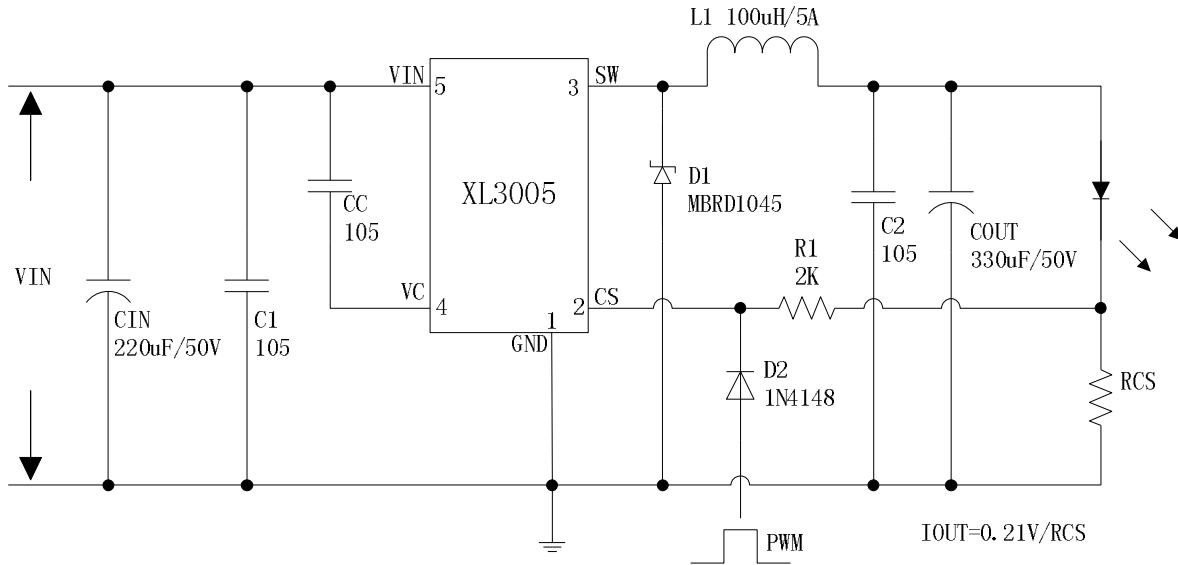 L1 100uH/5A
VIN
5
3
SW
XL3005
CC
105
D1
MBRD1045
C2
105
COUT
330uF/50V
VIN
R1
2K
VC
4
2
CS
1
GND
CIN
220uF/50V
C1
105
D2
1N4148
RCS
PWM
IOUT=0.21V/RCS